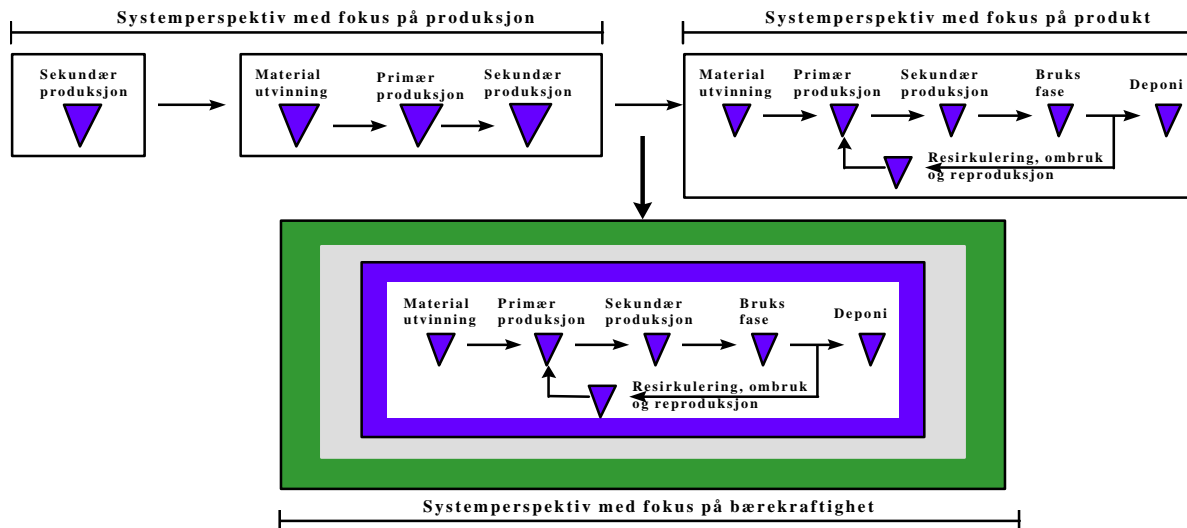 Systemperspektiv med fokus på produksjon
Systemperspektiv med fokus på produkt
Sekundær
produksjon
Material
utvinning
Primær
produksjon
Sekundær
produksjon
Material
utvinning
Primær
produksjon
Sekundær
produksjon
Bruks
fase
Deponi
Resirkulering, ombruk
og reproduksjon
Material
utvinning
Primær
produksjon
Sekundær
produksjon
Bruks
fase
Deponi
Resirkulering, ombruk
og reproduksjon
Systemperspektiv med fokus på bærekraftighet